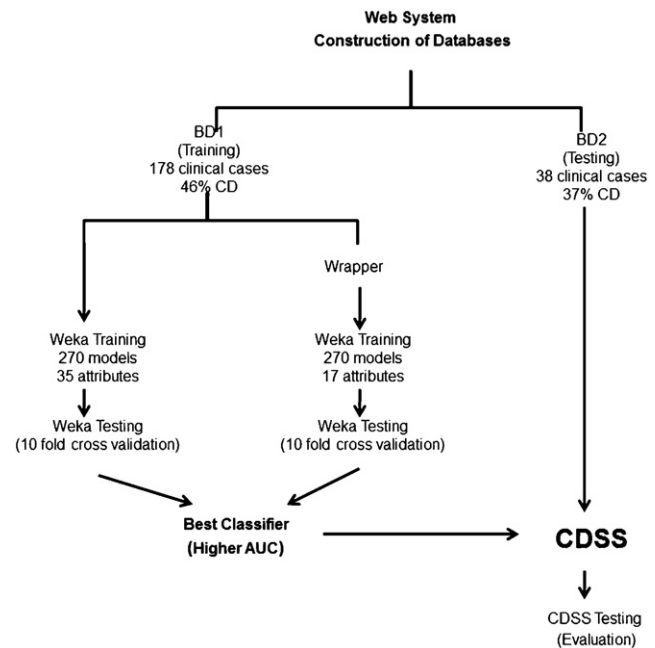 Web System
Construction of Databases
BD1
(Training)
178 clinical cases
46% CD
BD2
(Testing)
38 clinical cases
37% CD
Wrapper
Weka Training
270 models
35 attributes
Weka Training
270 models
17 attributes
Weka Testing
(10 fold cross validation)
Weka Testing
(10 fold cross validation)
Best Classifier
(Higher AUC)
CDSS
CDSS Testing
(Evaluation)